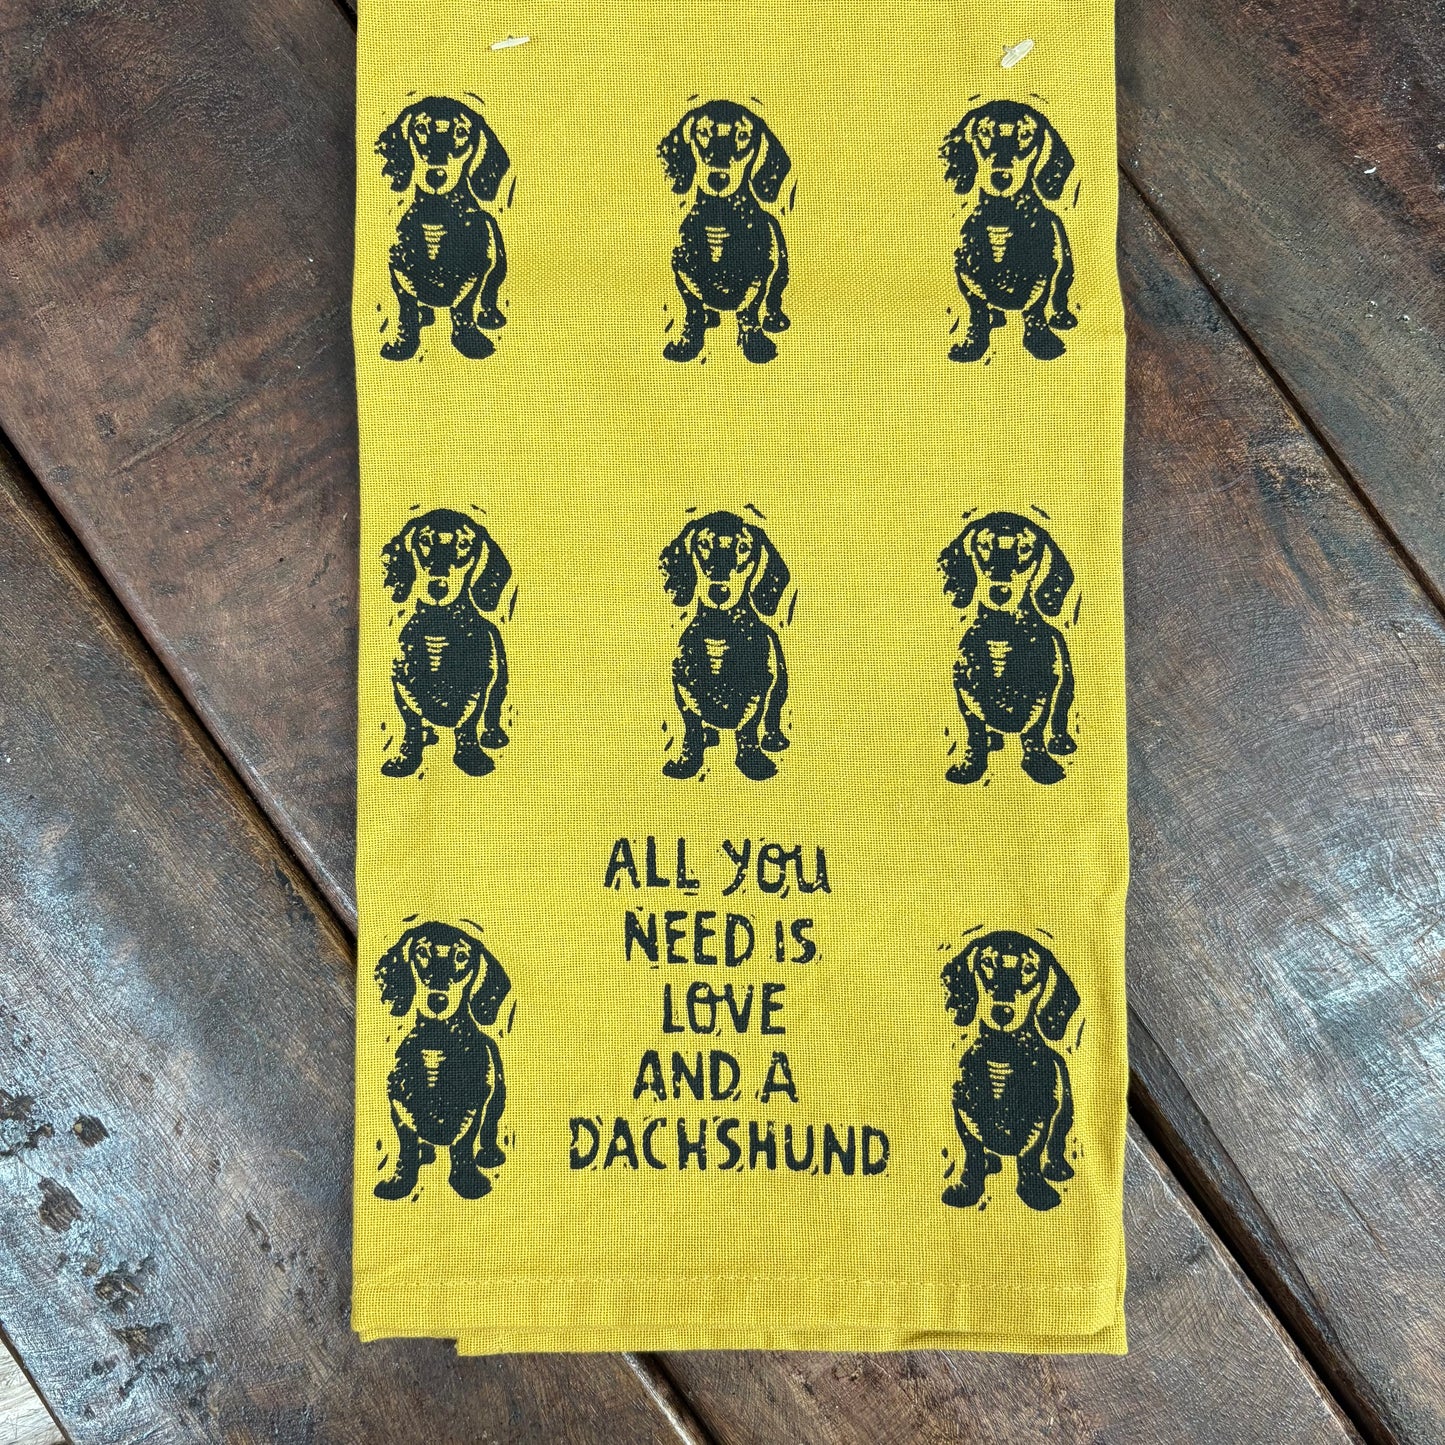 ALL YOU
NEED IS
LOVE
AND A
DACHSHUND